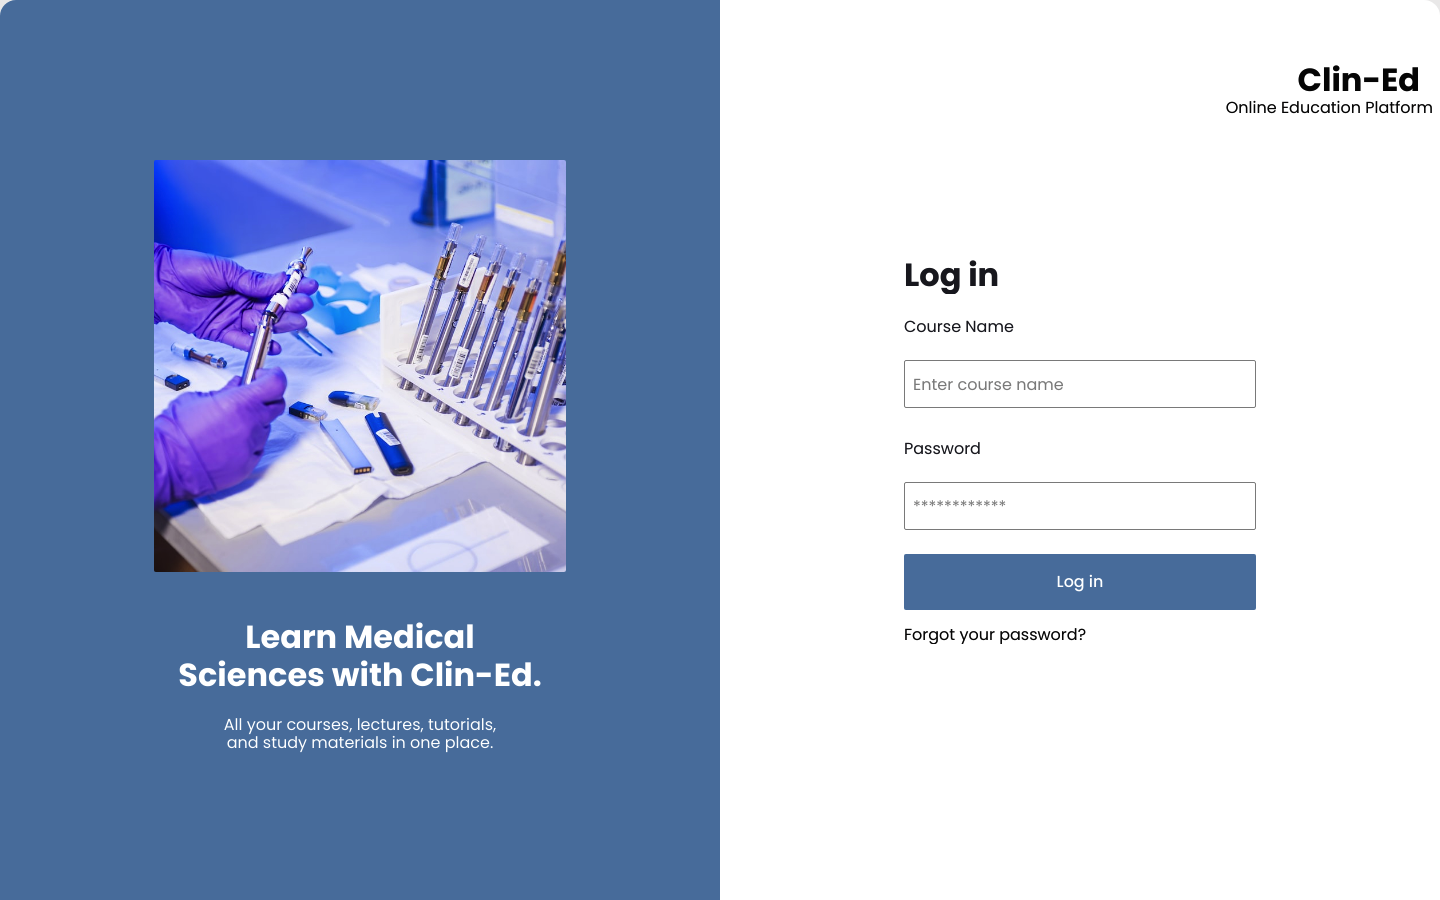 Clin-Ed
Online Education Platform
Learn Medical
Sciences with Clin-Ed.
All your courses, lectures, tutorials,
and study materials in one place.
Log in
Course Name
Enter course name
Password
************
Log in
Forgot your password?